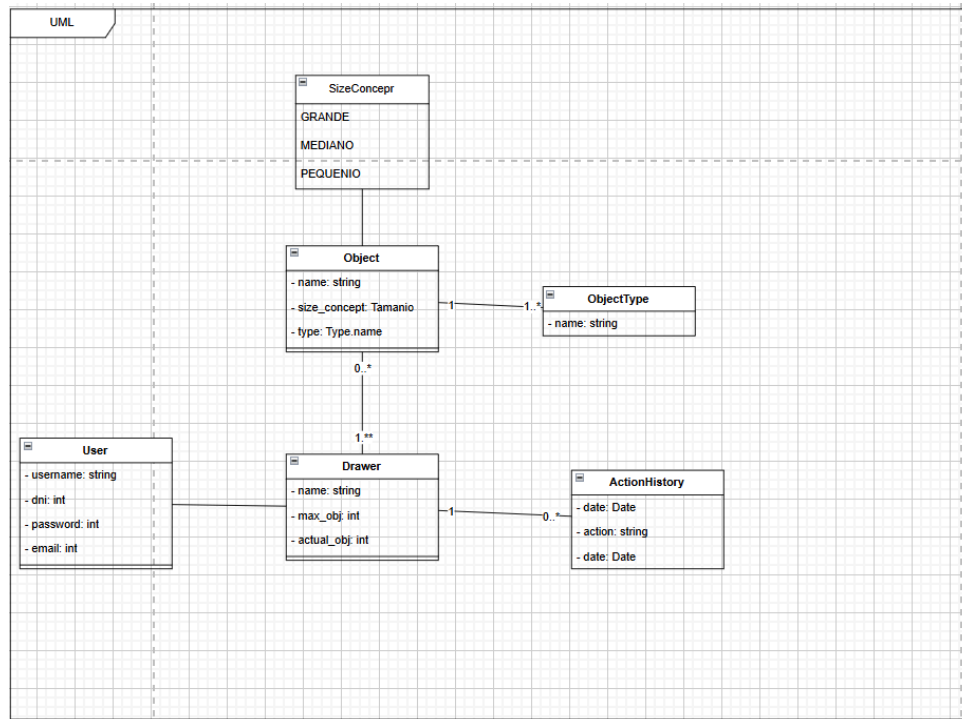 UML
SizeConcepr
GRANDE
MEDIANO
PEQUENIO
Object
- name: string
- size_concept: Tamanio
- type: Type.name
1
1..*
ObjectType
- name: string
0..*
1.**
User
- username: string
- dni: int
- password: int
- email: int
Drawer
- name: string
- max_obj: int
- actual_obj: int
1
0..*
ActionHistory
- date: Date
- action: string
- date: Date